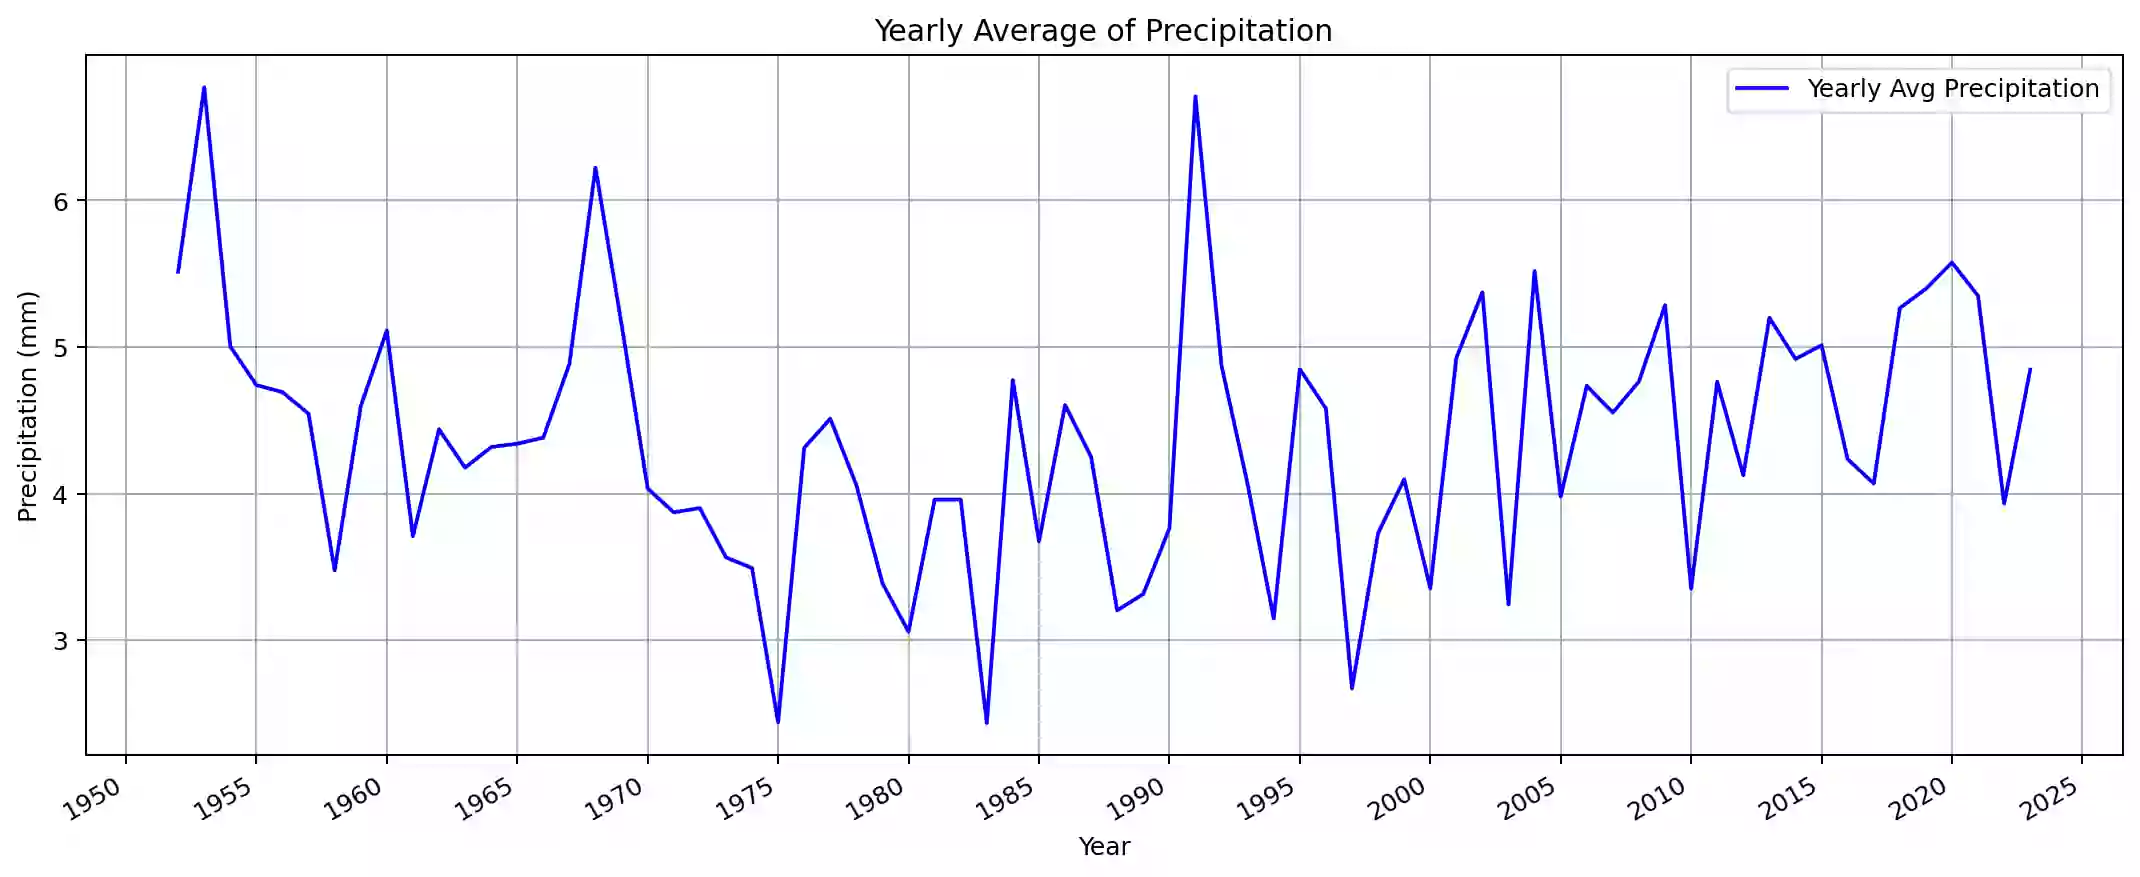 Yearly Average of Precipitation
Yearly Avg Precipitation
Precipitation (mm)
6
5
4
3
1950 1955 1960 1965 1970 1975 1980 1985 1990 1995 2000 2005 2010 2015 2020 2025
Year